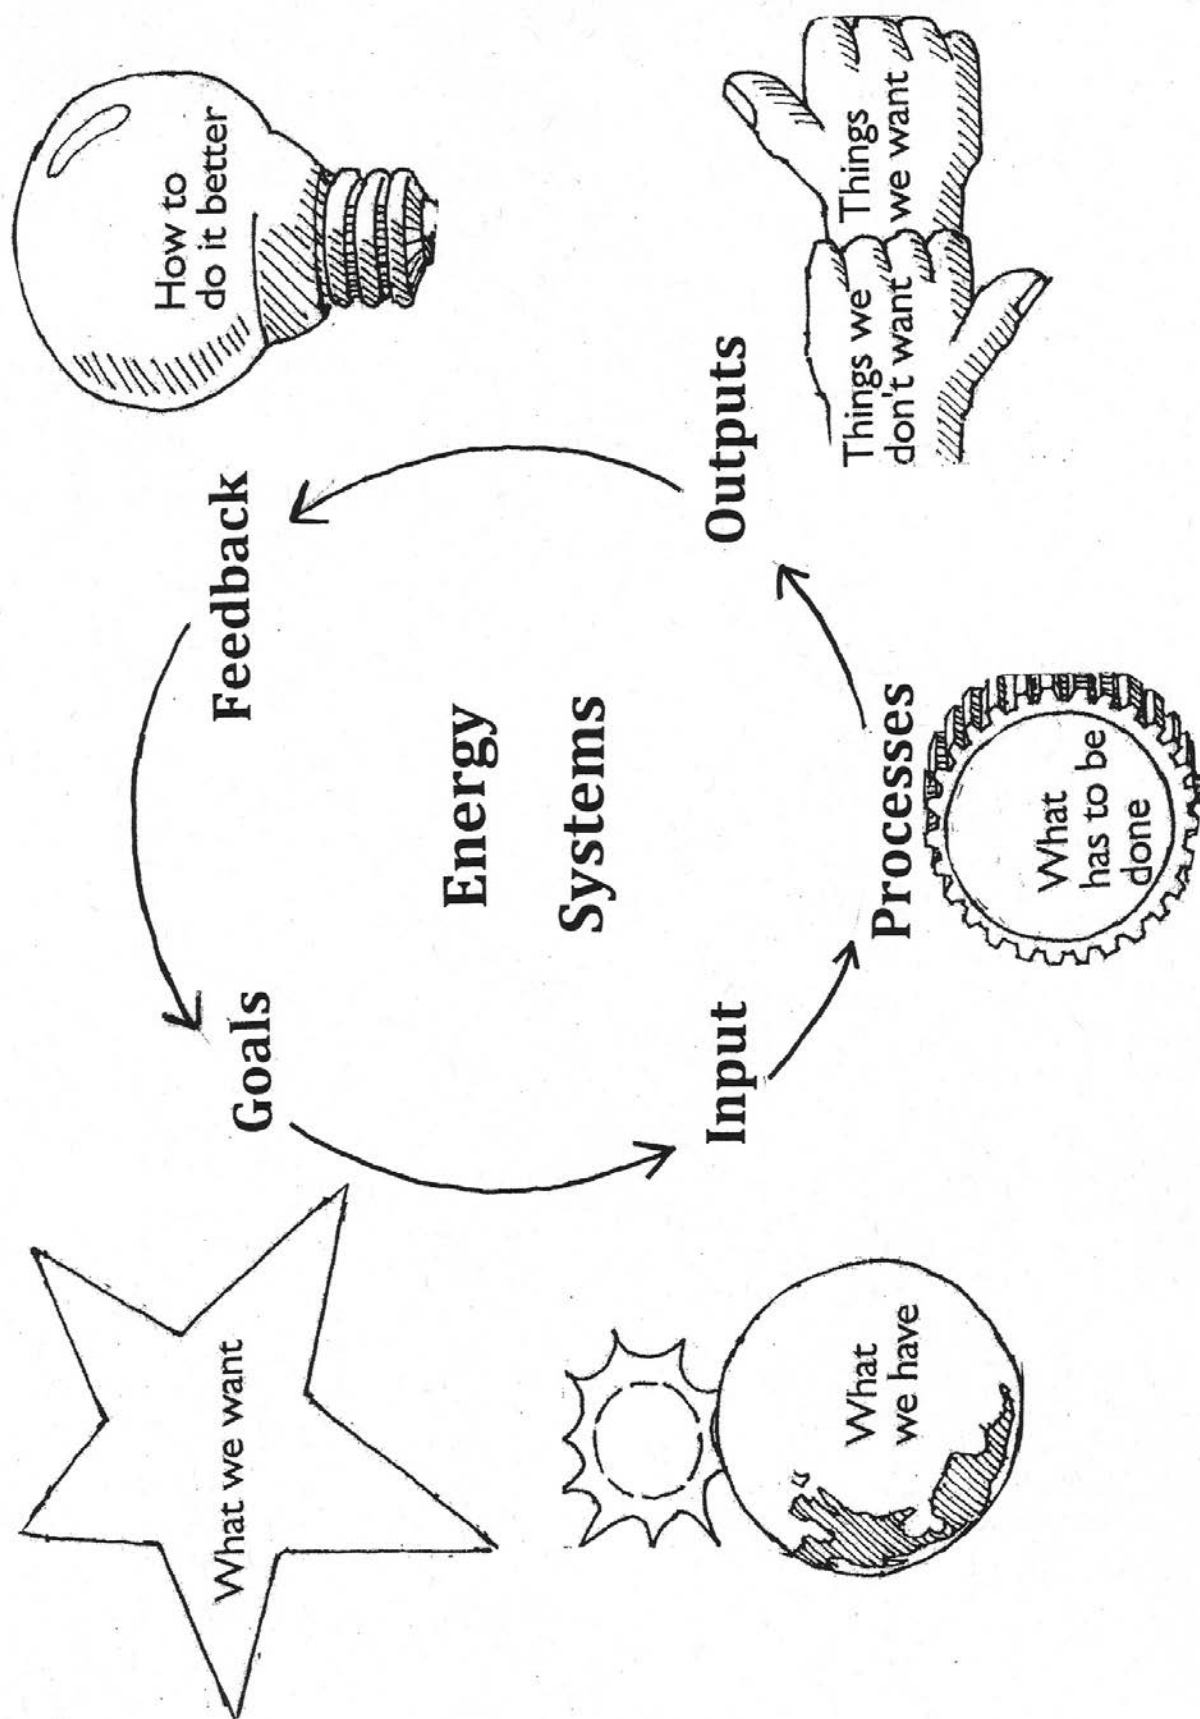 What we want
Goals
Feedback
How to
do it better
Energy
Systems
What
we have
Input
Processes
What
has to be
done
Outputs
Things we
don't want
Things
we want